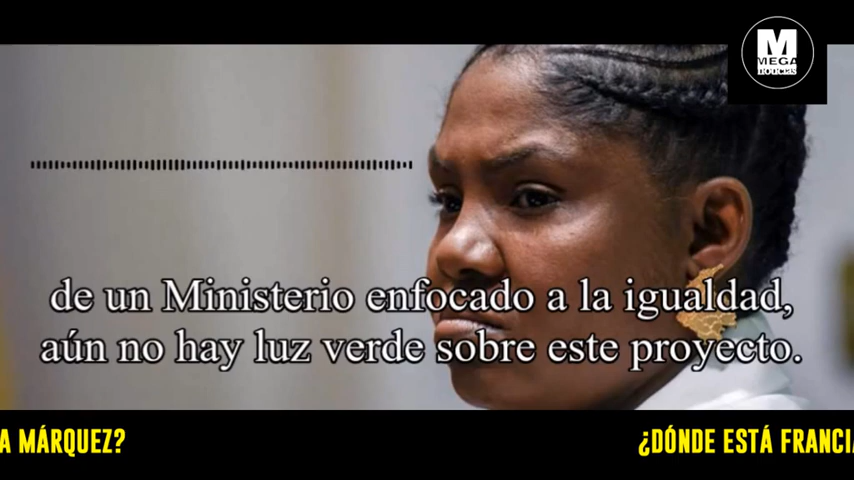 M
MEGA
noticias
de un Ministerio enfocado a la igualdad,
aún no hay luz verde sobre este proyecto.
A MÁRQUEZ?
¿DÓNDE ESTÁ FRANCIA